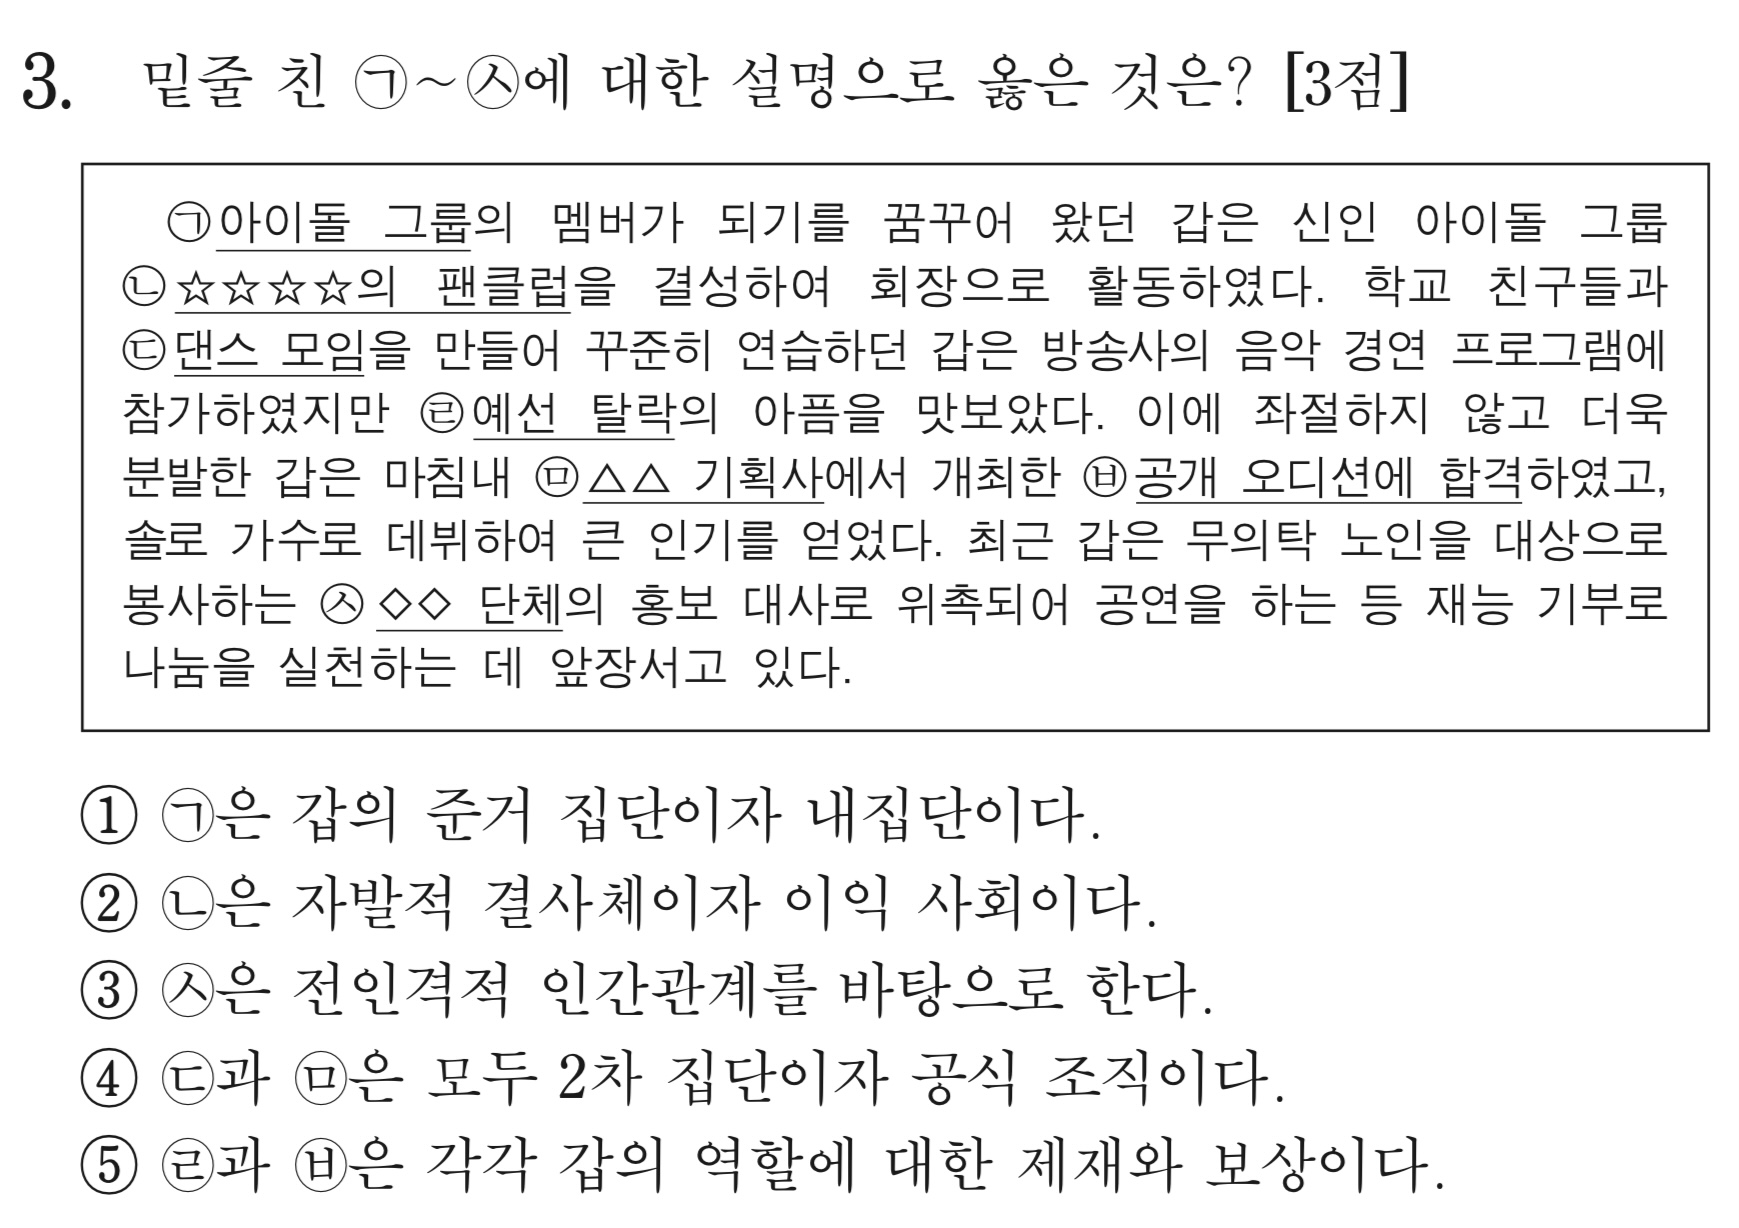 3. 밑줄 친 ㉠~㉦에 대한 설명으로 옳은 것은? [3점]
㉠아이돌 그룹의 멤버가 되기를 꿈꾸어 왔던 갑은 신인 아이돌 그룹
㉡☆☆☆☆의 팬클럽을 결성하여 회장으로 활동하였다. 학교 친구들과
㉢댄스 모임을 만들어 꾸준히 연습하던 갑은 방송사의 음악 경연 프로그램에
참가하였지만 ㉣예선 탈락의 아픔을 맛보았다. 이에 좌절하지 않고 더욱
분발한 갑은 마침내 ㉤△△ 기획사에서 개최한 ㉥공개 오디션에 합격하였고,
솔로 가수로 데뷔하여 큰 인기를 얻었다. 최근 갑은 무의탁 노인을 대상으로
봉사하는 ㉦◇◇ 단체의 홍보 대사로 위촉되어 공연을 하는 등 재능 기부로
나눔을 실천하는 데 앞장서고 있다.
① ㉠은 갑의 준거 집단이자 내집단이다.
② ㉡은 자발적 결사체이자 이익 사회이다.
③ ㉦은 전인격적 인간관계를 바탕으로 한다.
④ ㉢과 ㉤은 모두 2차 집단이자 공식 조직이다.
⑤ ㉣과 ㉥은 각각 갑의 역할에 대한 제재와 보상이다.